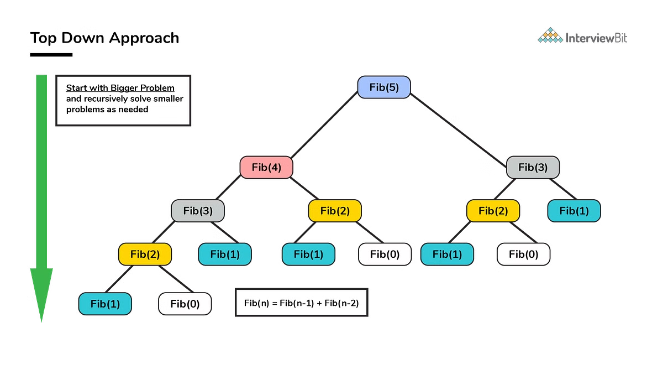 Top Down Approach
InterviewBit
Start with Bigger Problem
and recursively solve smaller
problems as needed
Fib(5)
Fib(4)
Fib(3)
Fib(3)
Fib(2)
Fib(2)
Fib(1)
Fib(2)
Fib(1)
Fib(1)
Fib(0)
Fib(1)
Fib(0)
Fib(1)
Fib(0)
Fib(n) = Fib(n-1) + Fib(n-2)